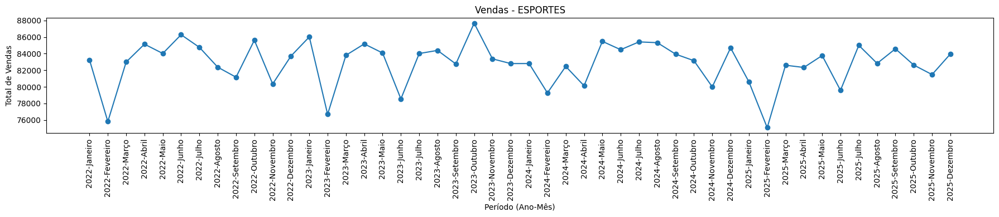 Vendas - ESPORTES
Total de Vendas
88000
86000
84000
82000
80000
78000
76000
2022-Janeiro
2022-Fevereiro
2022-Março
2022-Abril
2022-Maio
2022-Junho
2022-Julho
2022-Agosto
2022-Setembro
2022-Outubro
2022-Novembro
2022-Dezembro
2023-Janeiro
2023-Fevereiro
2023-Março
2023-Abril
2023-Maio
2023-Junho
2023-Julho
2023-Agosto
2023-Setembro
2023-Outubro
2023-Novembro
2023-Dezembro
2024-Janeiro
2024-Fevereiro
2024-Março
2024-Abril
2024-Maio
2024-Junho
2024-Julho
2024-Agosto
2024-Setembro
2024-Outubro
2024-Novembro
2024-Dezembro
2025-Janeiro
2025-Fevereiro
2025-Março
2025-Abril
2025-Maio
2025-Junho
2025-Julho
2025-Agosto
2025-Setembro
2025-Outubro
2025-Novembro
2025-Dezembro
Período (Ano-Mês)